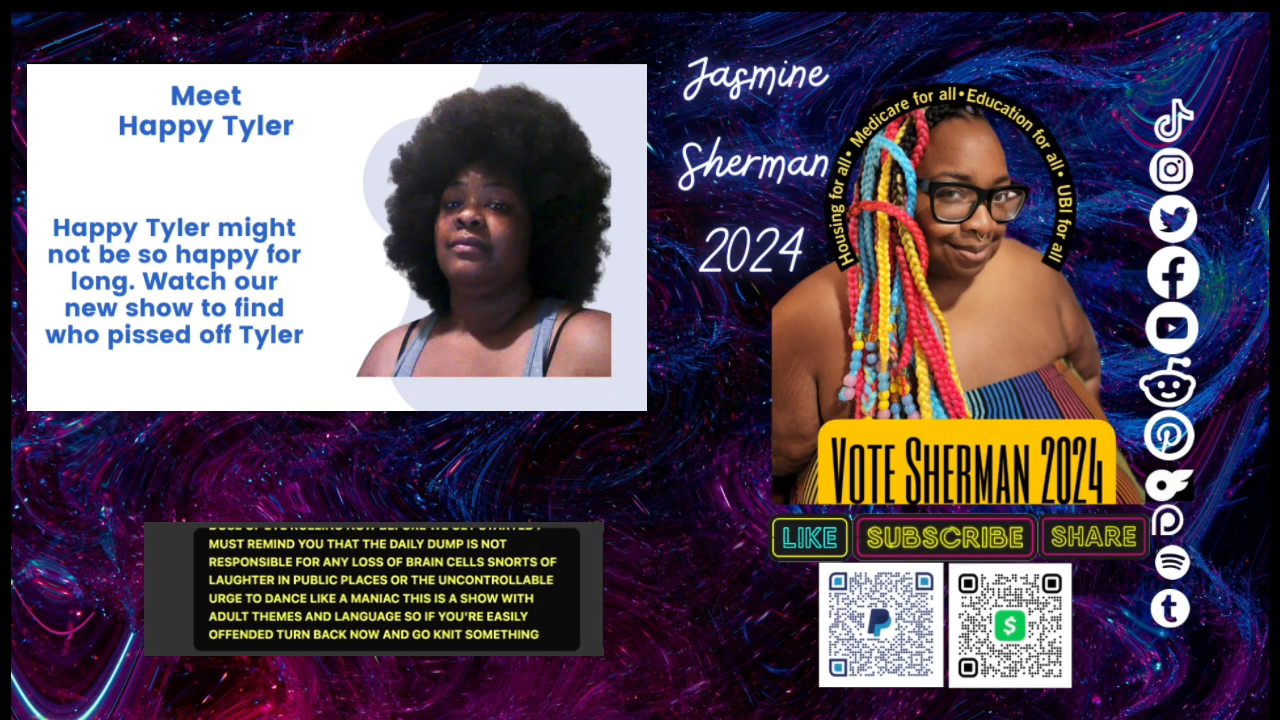 Meet
Happy Tyler
Happy Tyler might
not be so happy for
long. Watch our
new show to find
who pissed off Tyler
Jasmine
Sherman
2024
Housing for all• Medicare for all•Education for all• UBI for all
VOTE SHERMAN 2024
LIKE
SUBSCRIBE
SHARE
MUST REMIND YOU THAT THE DAILY DUMP IS NOT
RESPONSIBLE FOR ANY LOSS OF BRAIN CELLS SNORTS OF
LAUGHTER IN PUBLIC PLACES OR THE UNCONTROLLABLE
URGE TO DANCE LIKE A MANIAC THIS IS A SHOW WITH
ADULT THEMES AND LANGUAGE SO IF YOU'RE EASILY
OFFENDED TURN BACK NOW AND GO KNIT SOMETHING